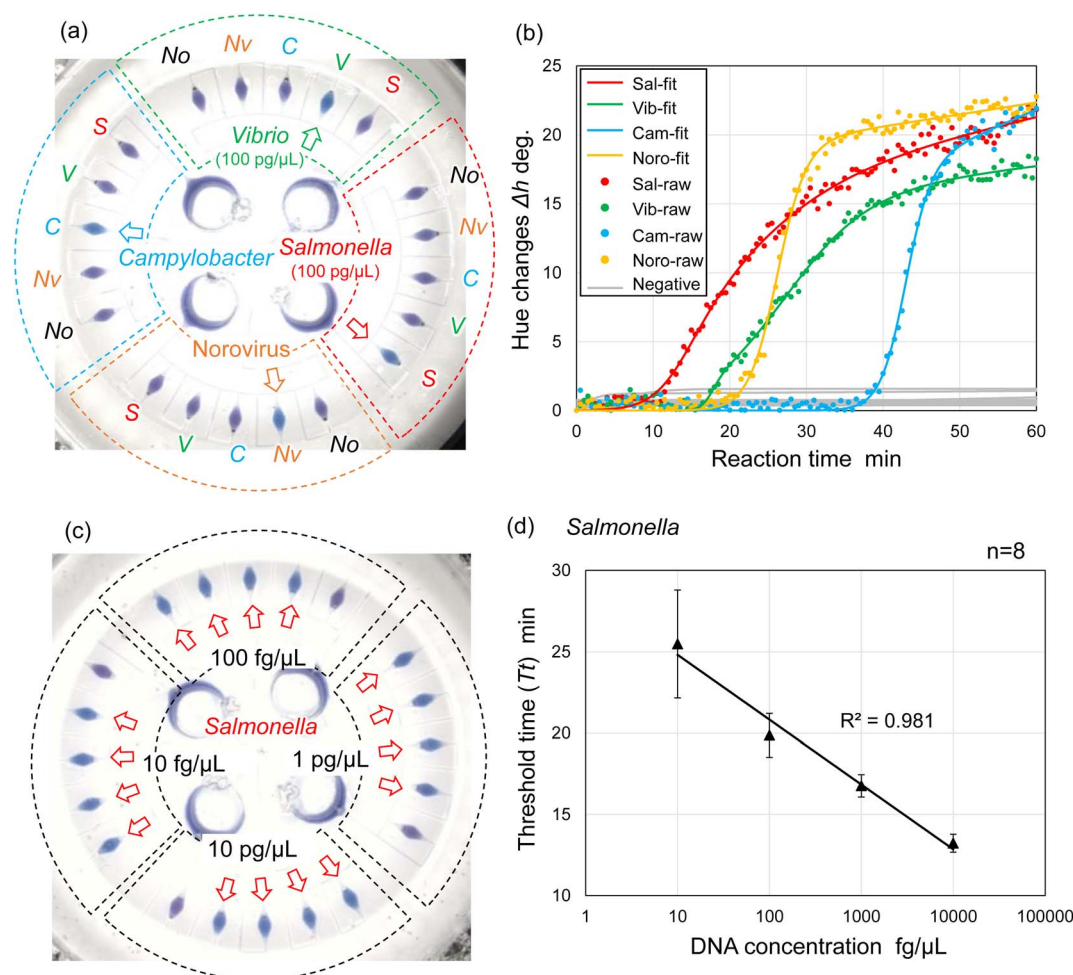 (a)
No
Nv
C
V
S
Vibrio
(100 pg/µL)
S
V
C
Nv
No
Campylobacter
Salmonella
(100 pg/µL)
No
Nv
C
V
S
Norovirus
S
V
C
Nv
No
(b)
25
20
15
10
5
0
0
10
20
30
40
50
60
Hue changes Δh deg.
Reaction time min
Sal-fit
Vib-fit
Cam-fit
Noro-fit
Sal-raw
Vib-raw
Cam-raw
Noro-raw
Negative
(c)
100 fg/µL
Salmonella
10 fg/µL
1 pg/µL
10 pg/µL
(d)
Salmonella
n=8
30
25
20
15
10
Threshold time (Tt) min
R² = 0.981
1
10
100
1000
10000
100000
DNA concentration fg/µL